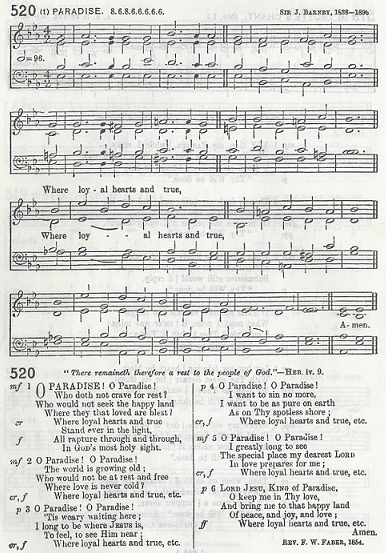 520 (1) PARADISE. 8.6.8.6.6.6.6.6. SIR J. BARNBY, 1838–1896
=96.
Where loy - al hearts and true,
Where loy - al hearts and true,
A- men.
520 "There remaineth therefore a rest to the people of God."—HEB. iv. 9.
mf 1 O PARADISE! O Paradise!
Who doth not crave for rest?
Who would not seek the happy land
Where they that loved are blest?
cr Where loyal hearts and true
Stand ever in the light,
f All rapture through and through,
In GOD'S most holy sight.
mf 2 O Paradise! O Paradise!
The world is growing old;
Who would not be at rest and free
Where love is never cold?
cr, f Where loyal hearts and true, etc.
p 3 O Paradise! O Paradise!
'Tis weary waiting here;
I long to be where JESUS is,
To feel, to see Him near;
cr, f Where loyal hearts and true, etc.
p 4 O Paradise! O Paradise!
I want to sin no more,
I want to be as pure on earth
As on Thy spotless shore;
cr, f Where loyal hearts and true, etc.
mf 5 O Paradise! O Paradise!
I greatly long to see
The special place my dearest LORD
In love prepares for me;
cr, f Where loyal hearts and true, etc.
p 6 LORD JESU, KING of Paradise,
O keep me in Thy love,
And bring me to that happy land
Of peace, and joy, and love;
ff Where loyal hearts and true, etc.
Amen.
REV. F. W. FABER, 1854.